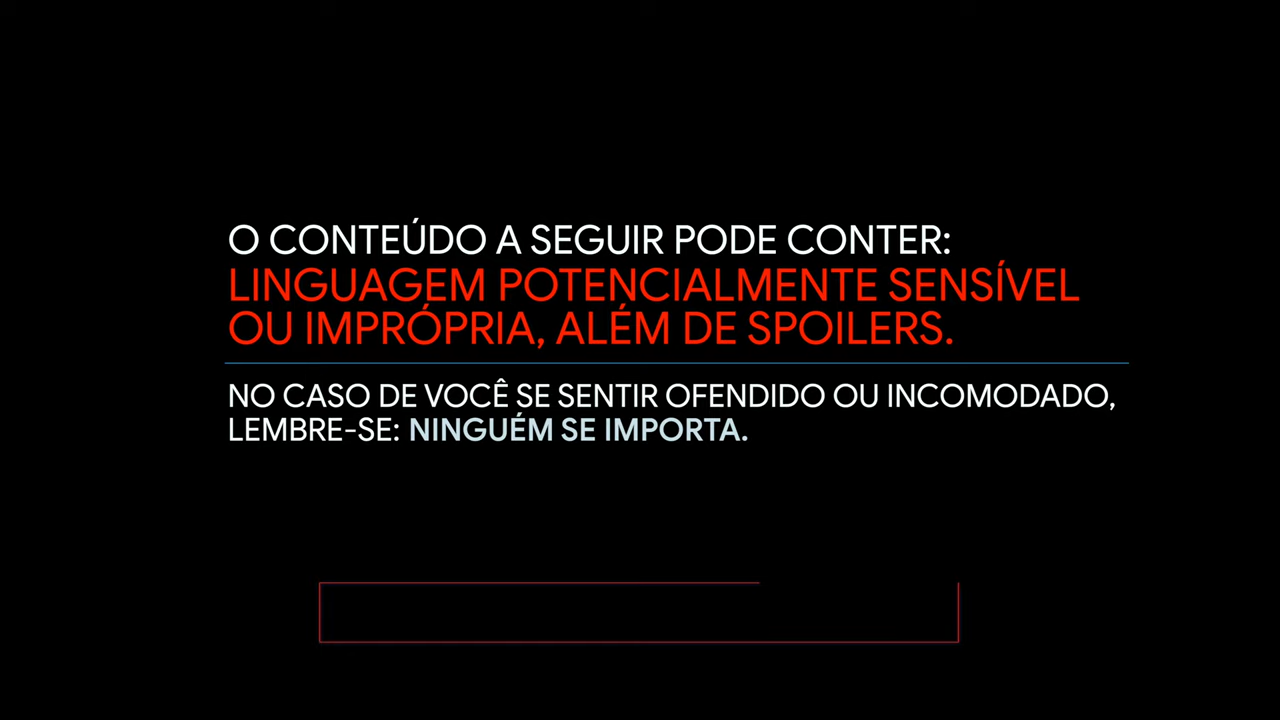 O CONTEÚDO A SEGUIR PODE CONTER:
LINGUAGEM POTENCIALMENTE SENSÍVEL
OU IMPRÓPRIA, ALÉM DE SPOILERS.
NO CASO DE VOCÊ SE SENTIR OFENDIDO OU INCOMODADO,
LEMBRE-SE: NINGUÉM SE IMPORTA.